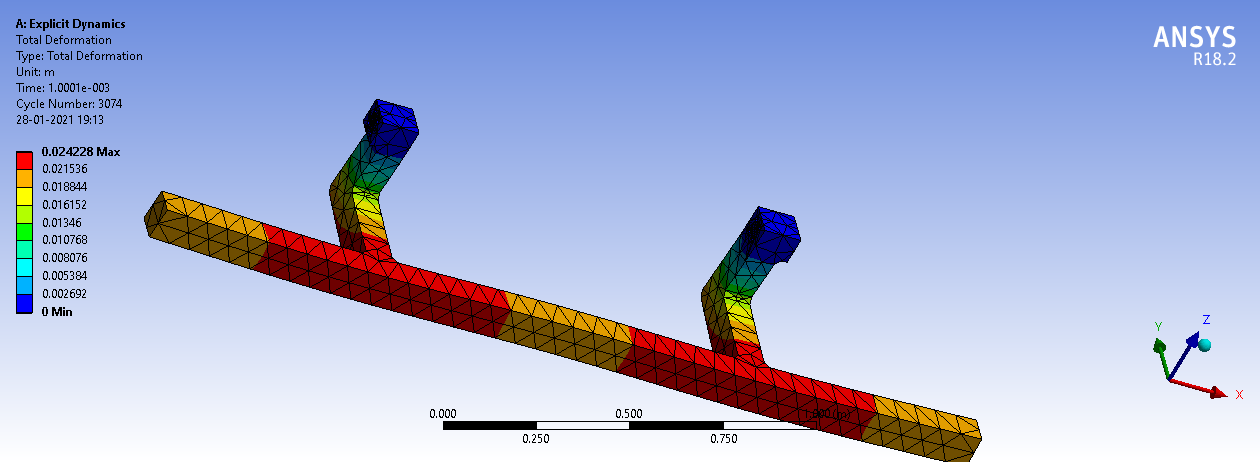 A: Explicit Dynamics
Total Deformation
Type: Total Deformation
Unit: m
Time: 1.0001e-003
Cycle Number: 3074
28-01-2021 19:13
0.024228 Max
0.021536
0.018844
0.016152
0.01346
0.010768
0.008076
0.005384
0.002692
0 Min
ANSYS
R18.2
0.000
0.500
1.000 (m)
0.250
0.750
Y
Z
X